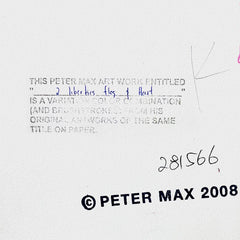 THIS PETER MAX ART WORK ENTITLED
" 2 liberties, flag & Heart "
IS A VARIATION COLOR COMBINATION
(AND BRUSHSTROKES) FROM HIS
ORIGINAL ARTWORKS OF THE SAME
TITLE ON PAPER.
281566
© PETER MAX 2008